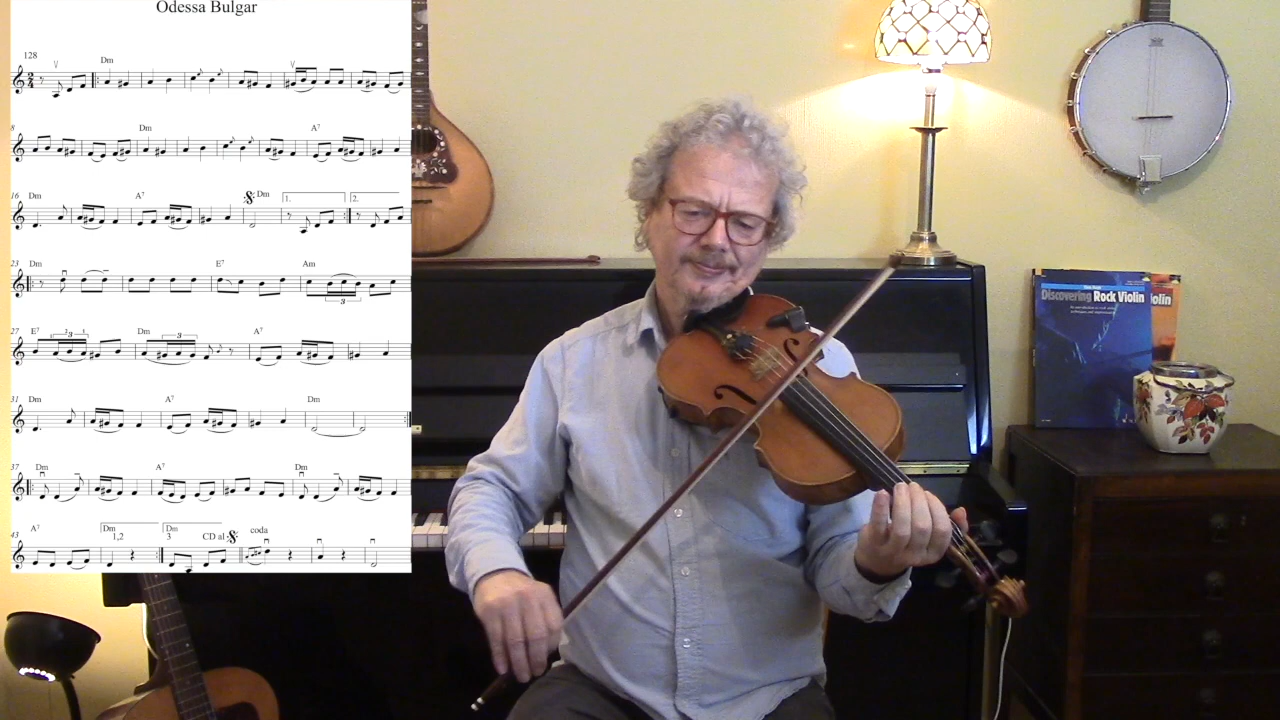 Odessa Bulgar
128
Dm
8 Dm A7
16 Dm A7 Dm 1. 2.
23 Dm E7 Am
3
27 E7 3 Dm 3 A7
31 Dm A7 Dm
37 Dm A7 Dm
43 A7 Dm 1,2 Dm 3 CD al coda
Discovering Rock Violin
iolin